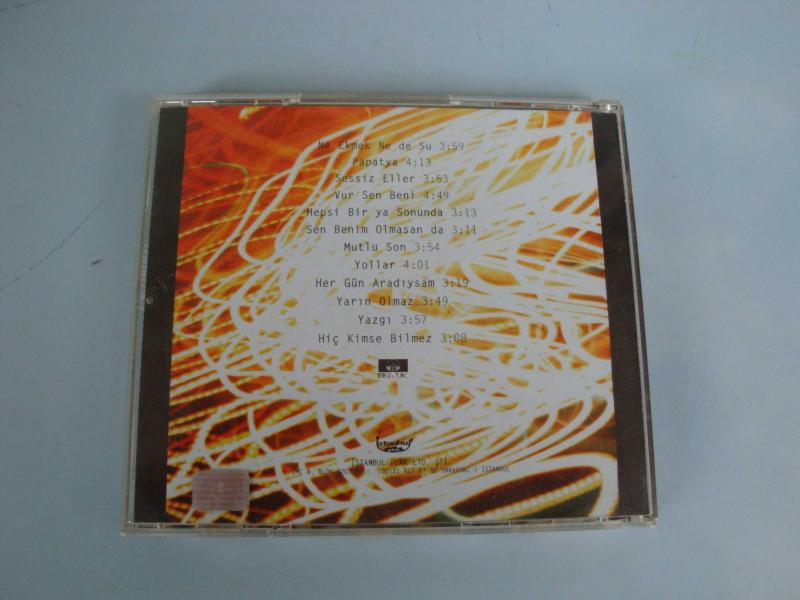 Ne Ekmek Ne de Su 3:59
Papatya 4:13
Sessiz Eller 3:53
Vur Sen Beni 4:49
Hepsi Bir ya Sonunda 3:13
Sen Benim Olmasan da 3:11
Mutlu Son 3:54
Yollar 4:01
Her Gün Aradıysam 3:19
Yarın Olmaz 3:49
Yazgı 3:57
Hiç Kimse Bilmez 3:08
İSTANBUL PLAK LTD. ŞTİ.
BLOK UNKAPANI / İSTANBUL